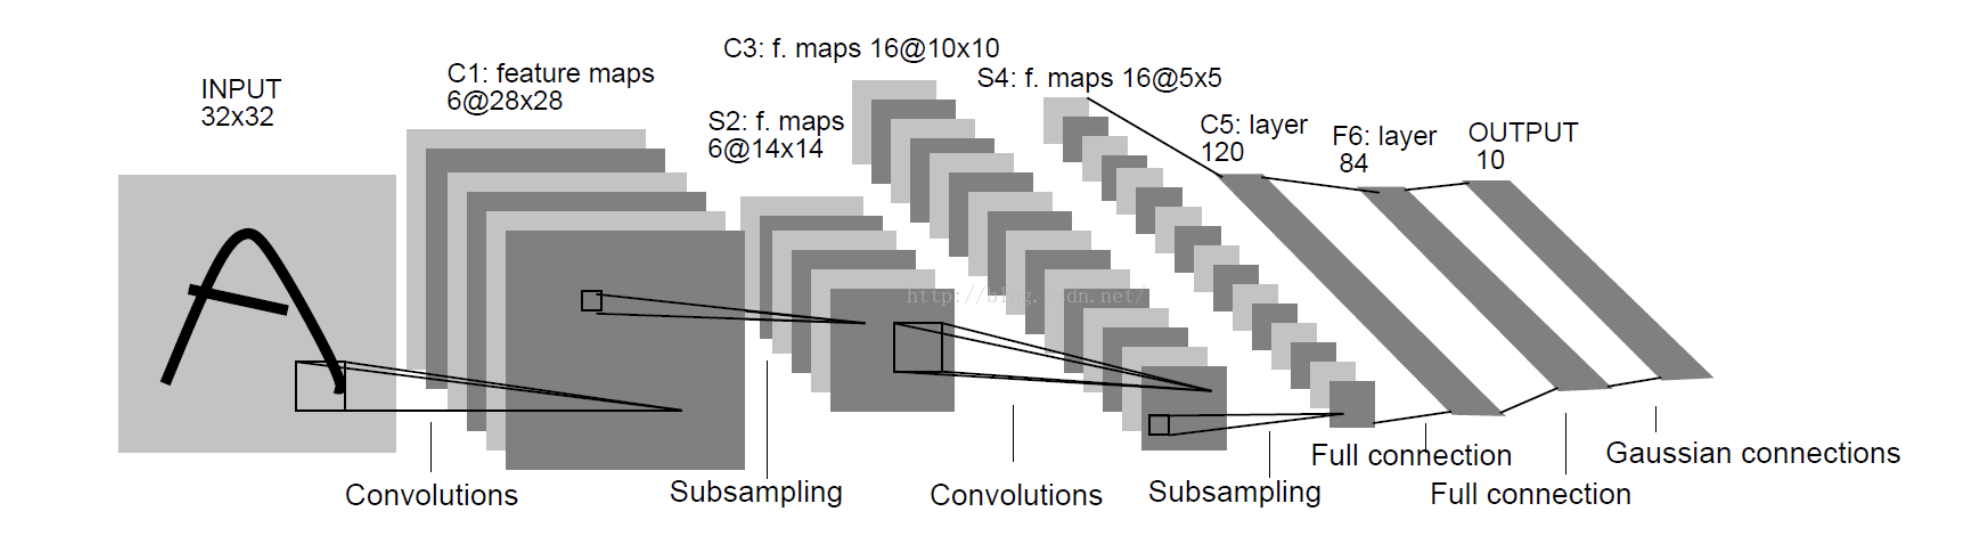 INPUT
32x32
C1: feature maps
6@28x28
S2: f. maps
6@14x14
C3: f. maps 16@10x10
S4: f. maps 16@5x5
C5: layer
120
F6: layer
84
OUTPUT
10
http://blog.csdn.net/
Convolutions
Subsampling
Convolutions
Subsampling
Full connection
Full connection
Gaussian connections